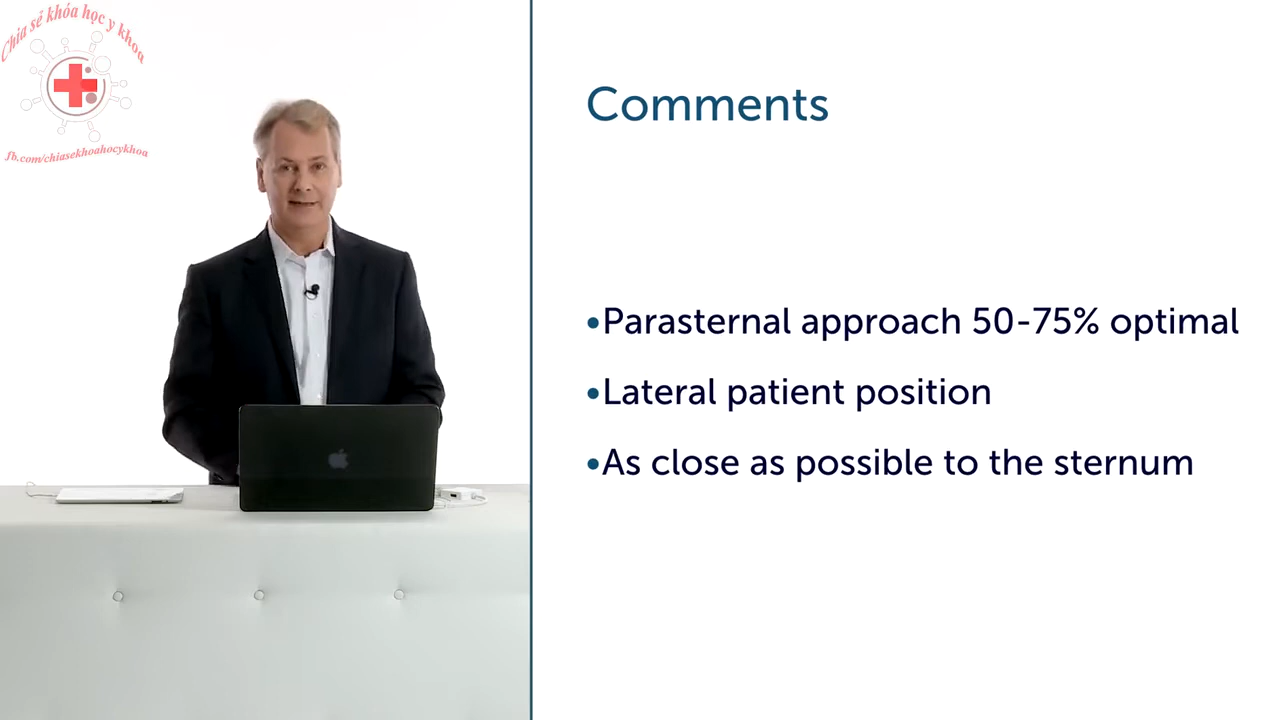 Chia sẻ khóa học y khoa
fb.com/chiasekhoahocykhoa
Comments
•Parasternal approach 50-75% optimal
•Lateral patient position
•As close as possible to the sternum